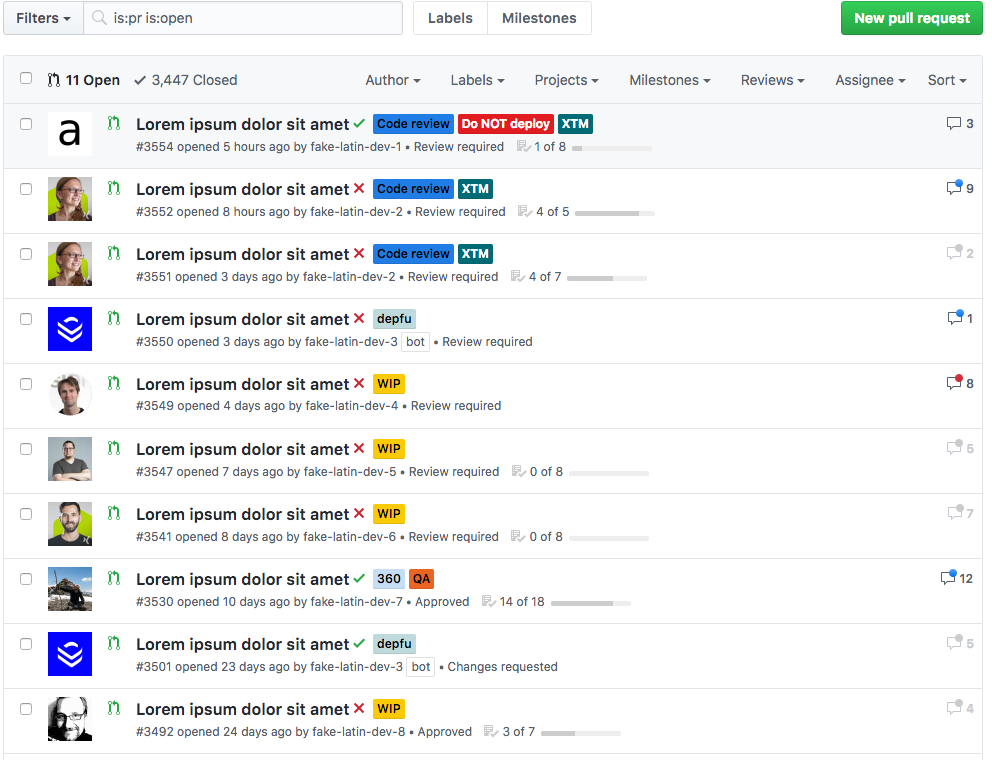 Filters is:pr is:open Labels Milestones New pull request
11 Open 3,447 Closed Author Labels Projects Milestones Reviews Assignee Sort
a Lorem ipsum dolor sit amet Code review Do NOT deploy XTM 3
#3554 opened 5 hours ago by fake-latin-dev-1 • Review required 1 of 8
Lorem ipsum dolor sit amet Code review XTM 9
#3552 opened 8 hours ago by fake-latin-dev-2 • Review required 4 of 5
Lorem ipsum dolor sit amet Code review XTM 2
#3551 opened 3 days ago by fake-latin-dev-2 • Review required 4 of 7
Lorem ipsum dolor sit amet depfu 1
#3550 opened 3 days ago by fake-latin-dev-3 bot • Review required
Lorem ipsum dolor sit amet WIP 8
#3549 opened 4 days ago by fake-latin-dev-4 • Review required
Lorem ipsum dolor sit amet WIP 5
#3547 opened 7 days ago by fake-latin-dev-5 • Review required 0 of 8
Lorem ipsum dolor sit amet WIP 7
#3541 opened 8 days ago by fake-latin-dev-6 • Review required 0 of 8
Lorem ipsum dolor sit amet 360 QA 12
#3530 opened 10 days ago by fake-latin-dev-7 • Approved 14 of 18
Lorem ipsum dolor sit amet depfu 5
#3501 opened 23 days ago by fake-latin-dev-3 bot • Changes requested
Lorem ipsum dolor sit amet WIP 4
#3492 opened 24 days ago by fake-latin-dev-8 • Approved 3 of 7